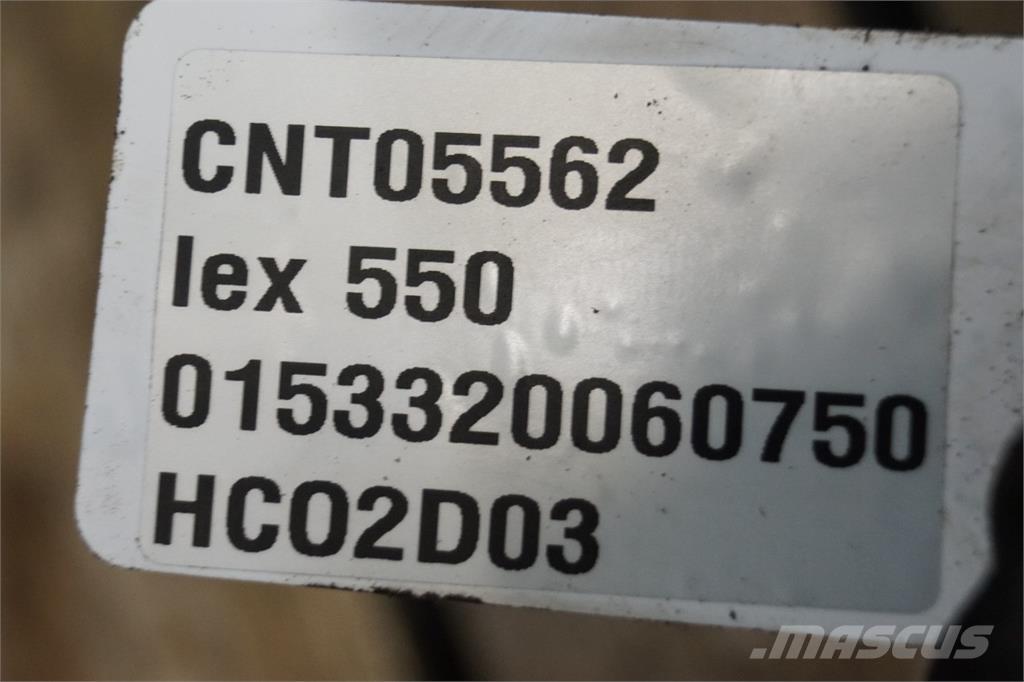 CNT05562
lex 550
0153320060750
HC02D03
MASCUS